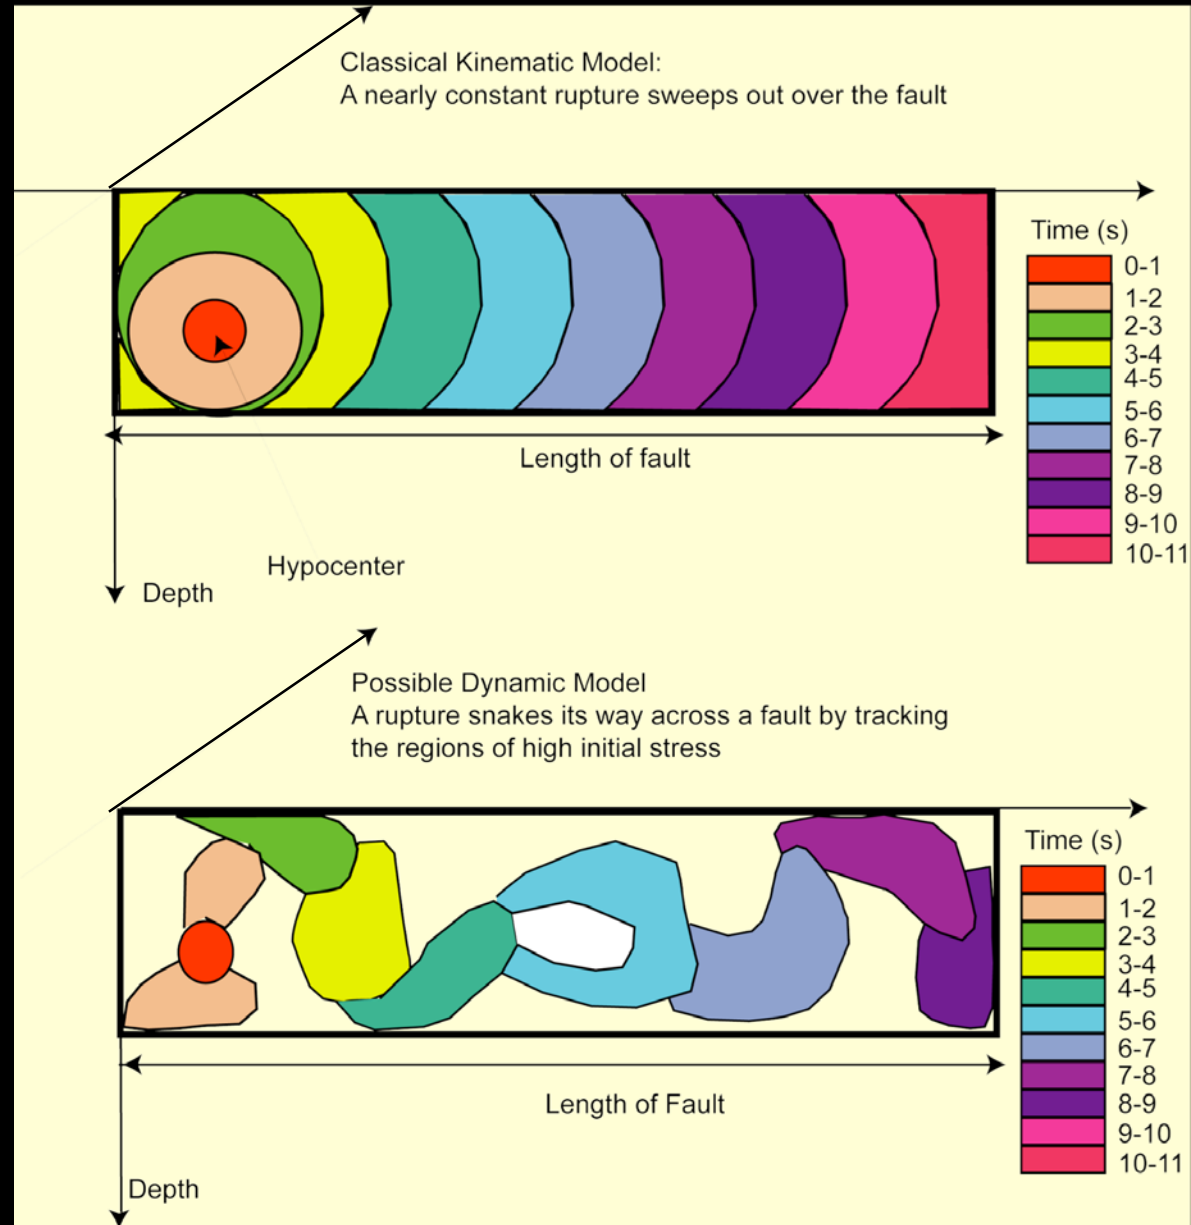 Classical Kinematic Model:
A nearly constant rupture sweeps out over the fault
Time (s)
0-1
1-2
2-3
3-4
4-5
5-6
6-7
7-8
8-9
9-10
10-11
Length of fault
Hypocenter
Depth
Possible Dynamic Model
A rupture snakes its way across a fault by tracking
the regions of high initial stress
Time (s)
0-1
1-2
2-3
3-4
4-5
5-6
6-7
7-8
8-9
9-10
10-11
Length of Fault
Depth